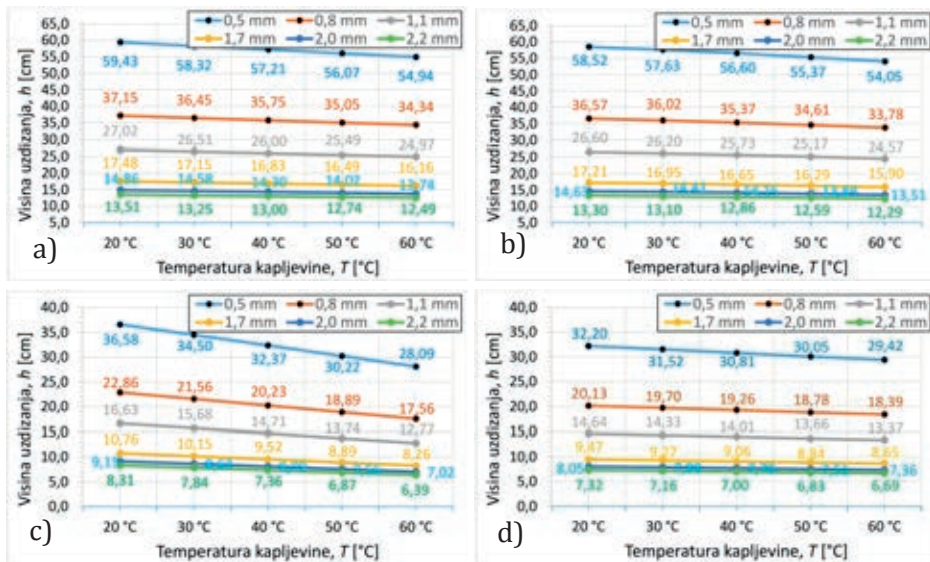 a)
0,5 mm 0,8 mm 1,1 mm
1,7 mm 2,0 mm 2,2 mm
Visina uzdizanja, h [cm]
65,0
60,0
55,0
50,0
45,0
40,0
35,0
30,0
25,0
20,0
15,0
10,0
5,0
59,43 58,32 57,21 56,07 54,94
37,15 36,45 35,75 35,05 34,34
27,02 26,51 26,00 25,49 24,97
17,48 17,15 16,83 16,49 16,16
14,86 14,58 14,30 14,02 13,74
13,51 13,25 13,00 12,74 12,49
20 °C 30 °C 40 °C 50 °C 60 °C
Temperatura kapljevine, T [°C]
b)
0,5 mm 0,8 mm 1,1 mm
1,7 mm 2,0 mm 2,2 mm
Visina uzdizanja, h [cm]
65,0
60,0
55,0
50,0
45,0
40,0
35,0
30,0
25,0
20,0
15,0
10,0
5,0
58,52 57,63 56,60 55,37 54,05
36,57 36,02 35,37 34,61 33,78
26,60 26,20 25,73 25,17 24,57
17,21 16,95 16,65 16,29 15,90
13,51
13,30 13,10 12,86 12,59 12,29
20 °C 30 °C 40 °C 50 °C 60 °C
Temperatura kapljevine, T [°C]
c)
0,5 mm 0,8 mm 1,1 mm
1,7 mm 2,0 mm 2,2 mm
Visina uzdizanja, h [cm]
40,0
35,0
30,0
25,0
20,0
15,0
10,0
5,0
0,0
36,58 34,50 32,37 30,22 28,09
22,86 21,56 20,23 18,89 17,56
16,63 15,68 14,71 13,74 12,77
10,76 10,15 9,52 8,89 8,26
7,02
8,31 7,84 7,36 6,87 6,39
20 °C 30 °C 40 °C 50 °C 60 °C
Temperatura kapljevine, T [°C]
d)
0,5 mm 0,8 mm 1,1 mm
1,7 mm 2,0 mm 2,2 mm
Visina uzdizanja, h [cm]
40,0
35,0
30,0
25,0
20,0
15,0
10,0
5,0
0,0
32,20 31,52 30,81 30,05 29,42
20,13 19,70 19,26 18,78 18,39
14,64 14,33 14,01 13,66 13,37
9,47 9,27 9,06 8,84 8,65
8,05 7,36
7,32 7,16 7,00 6,83 6,69
20 °C 30 °C 40 °C 50 °C 60 °C
Temperatura kapljevine, T [°C]